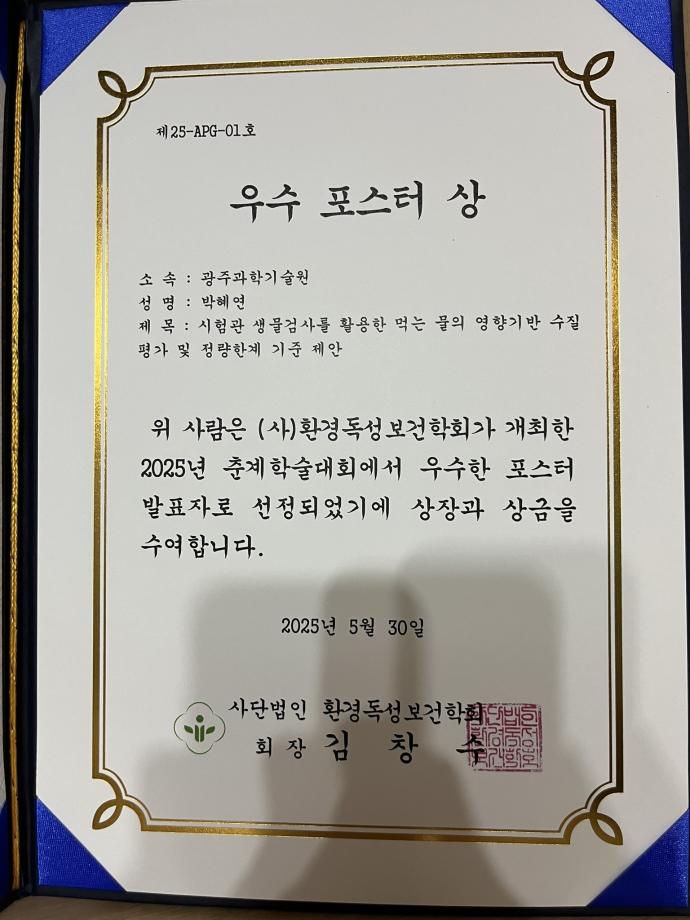 제25-APG-01호
우수 포스터 상
소 속 : 광주과학기술원
성 명 : 박혜연
제 목 : 시험관 생물검사를 활용한 먹는 물의 영향기반 수질
평가 및 정량한계 기준 제안
위 사람은 (사)환경독성보건학회가 개최한
2025년 춘계학술대회에서 우수한 포스터
발표자로 선정되었기에 상장과 상금을
수여합니다.
2025년 5월 30일
사단법인 환경독성보건학회
회 장 김 창 수